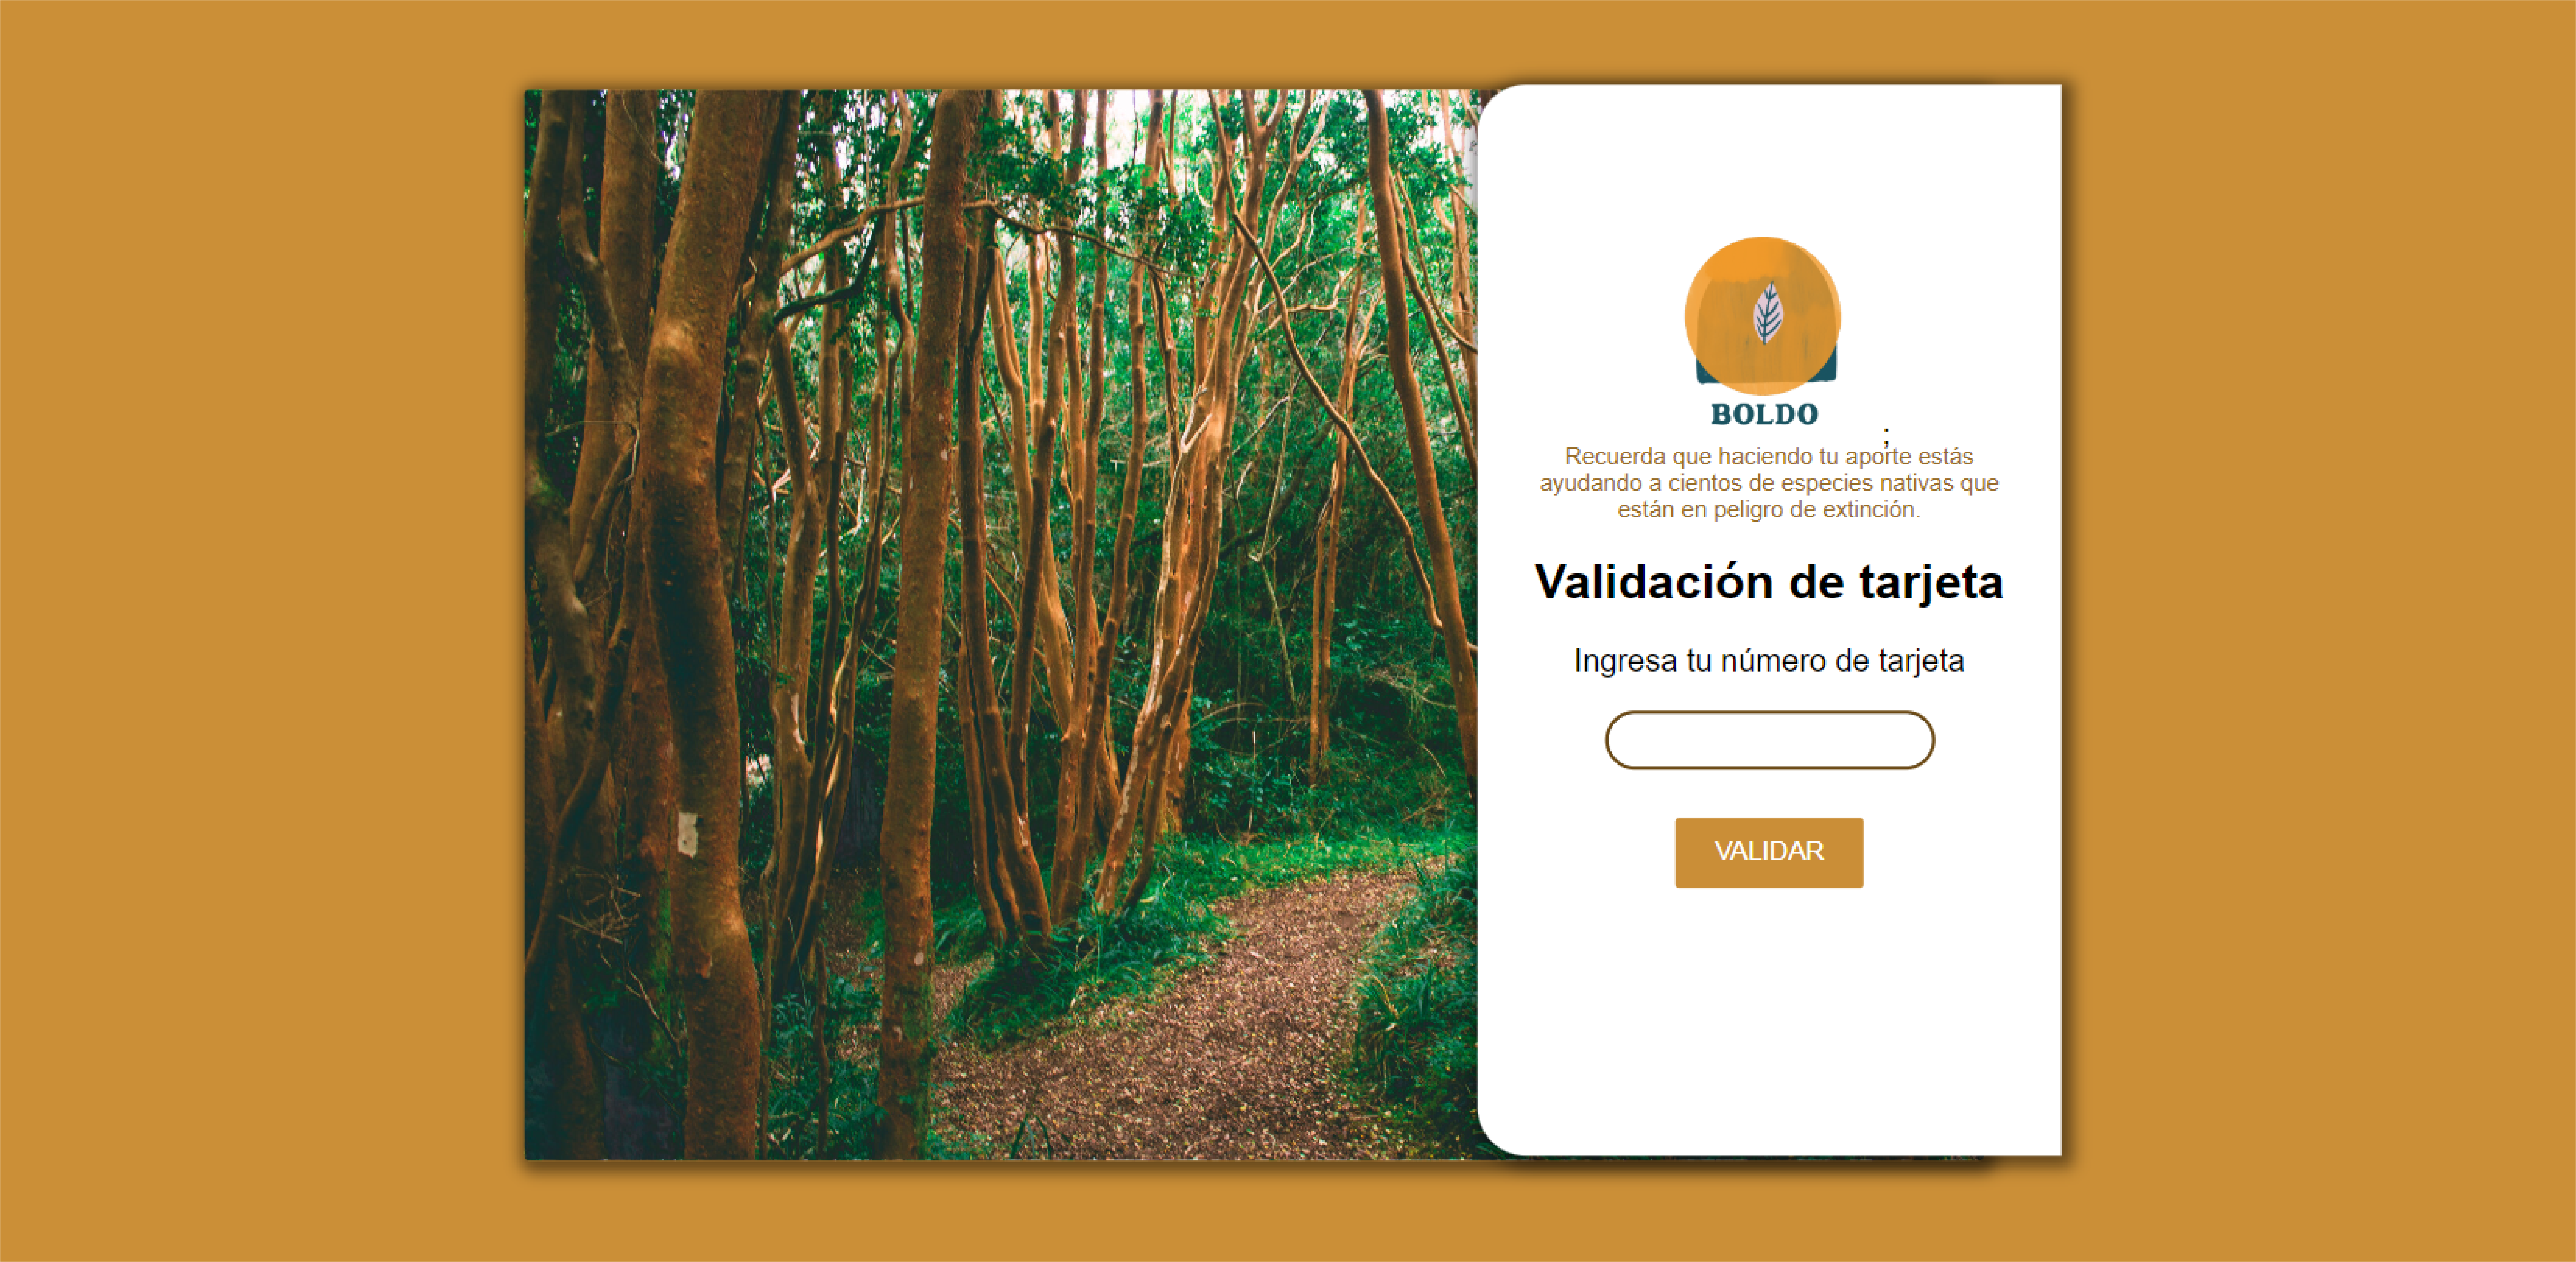 BOLDO
;
Recuerda que haciendo tu aporte estás
ayudando a cientos de especies nativas que
están en peligro de extinción.
Validación de tarjeta
Ingresa tu número de tarjeta
VALIDAR